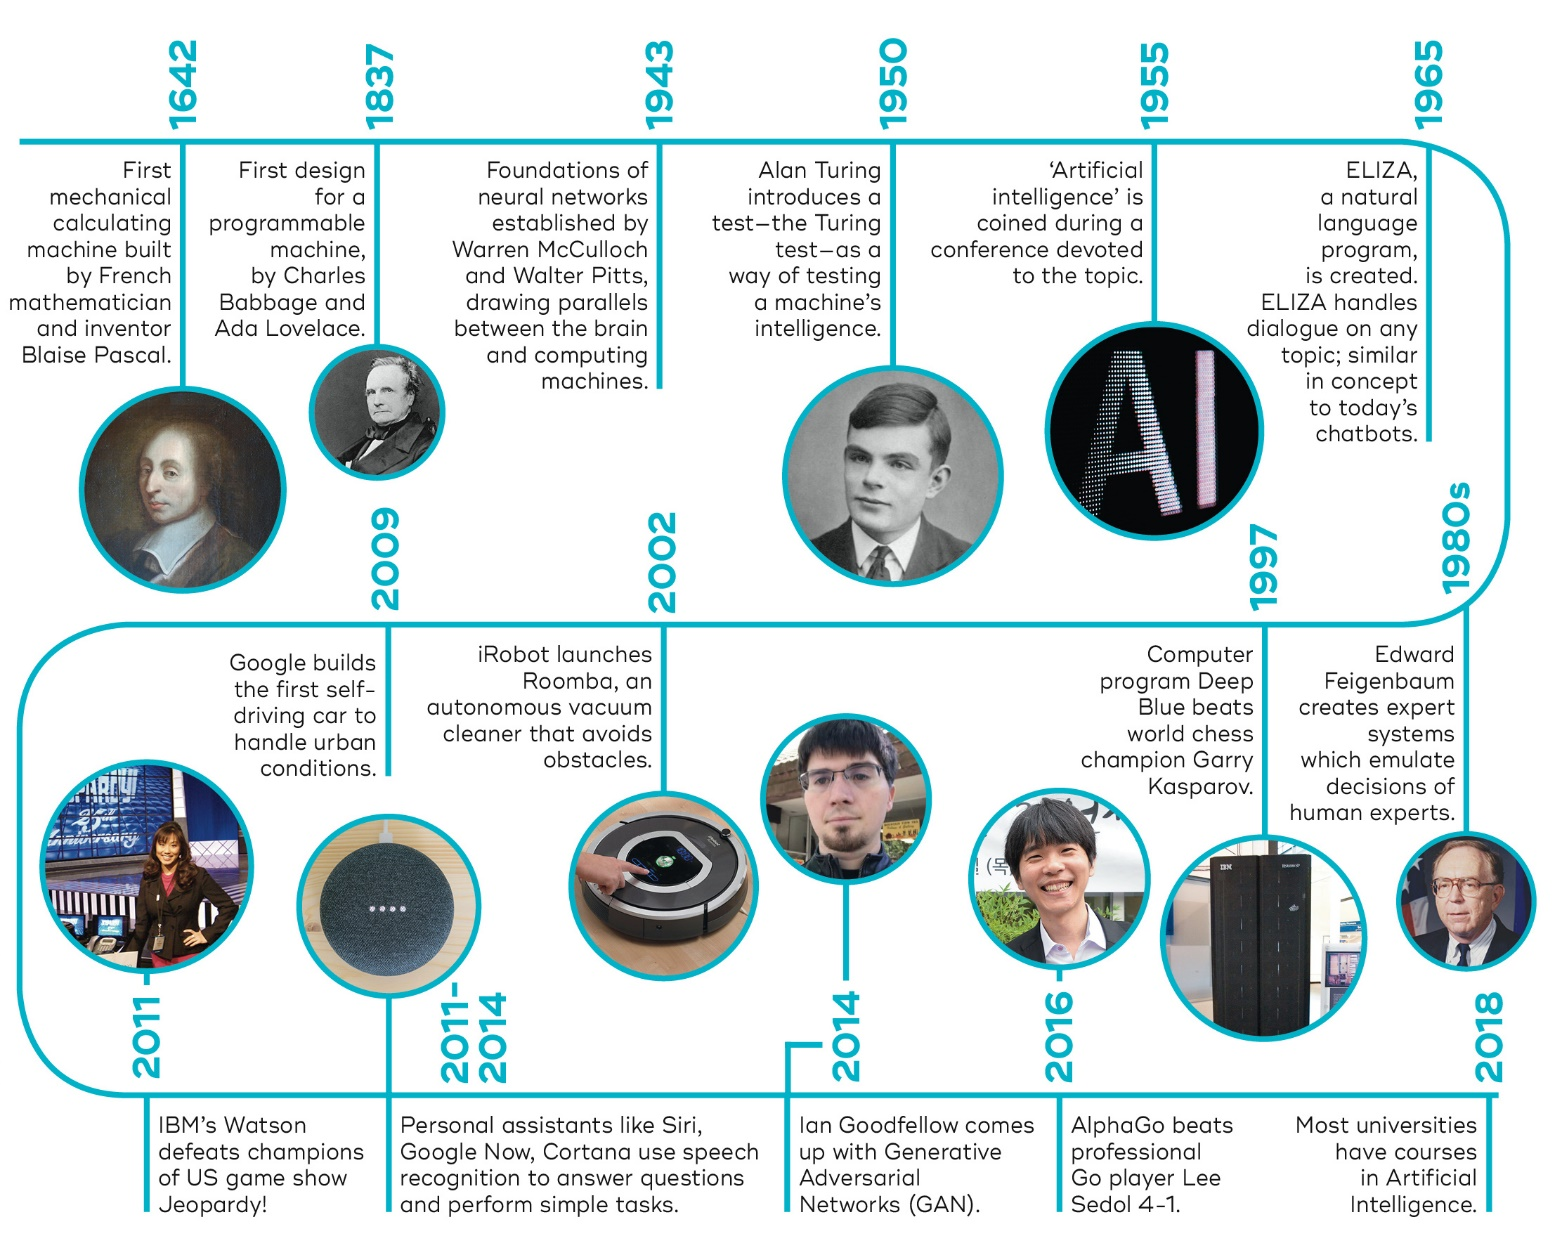 1642
First
mechanical
calculating
machine built
by French
mathematician
and inventor
Blaise Pascal.
1837
First design
for a
programmable
machine,
by Charles
Babbage and
Ada Lovelace.
1943
Foundations of
neural networks
established by
Warren McCulloch
and Walter Pitts,
drawing parallels
between the brain
and computing
machines.
1950
Alan Turing
introduces a
test—the Turing
test—as a
way of testing
a machine’s
intelligence.
1955
‘Artificial
intelligence’ is
coined during a
conference devoted
to the topic.
AI
1965
ELIZA,
a natural
language
program,
is created.
ELIZA handles
dialogue on any
topic; similar
in concept
to today’s
chatbots.
1980s
Edward
Feigenbaum
creates expert
systems
which emulate
decisions of
human experts.
1997
Computer
program Deep
Blue beats
world chess
champion Garry
Kasparov.
IBM
2002
iRobot launches
Roomba, an
autonomous vacuum
cleaner that avoids
obstacles.
2009
Google builds
the first self-
driving car to
handle urban
conditions.
2011
IBM’s Watson
defeats champions
of US game show
Jeopardy!
2011-
2014
Personal assistants like Siri,
Google Now, Cortana use speech
recognition to answer questions
and perform simple tasks.
2014
Ian Goodfellow comes
up with Generative
Adversarial
Networks (GAN).
2016
AlphaGo beats
professional
Go player Lee
Sedol 4-1.
2018
Most universities
have courses
in Artificial
Intelligence.